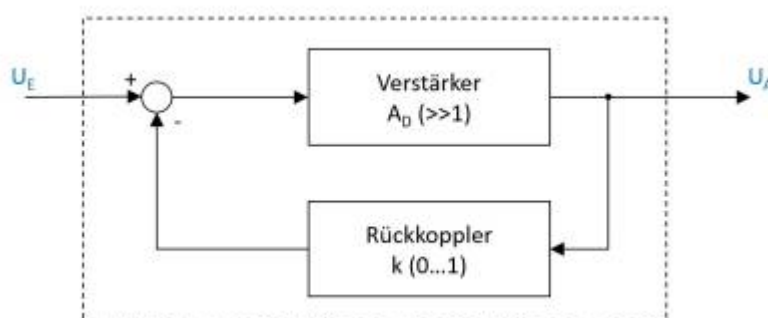 U_E
+
Verstärker
A_D (>>1)
U_A
-
Rückkoppler
k (0...1)